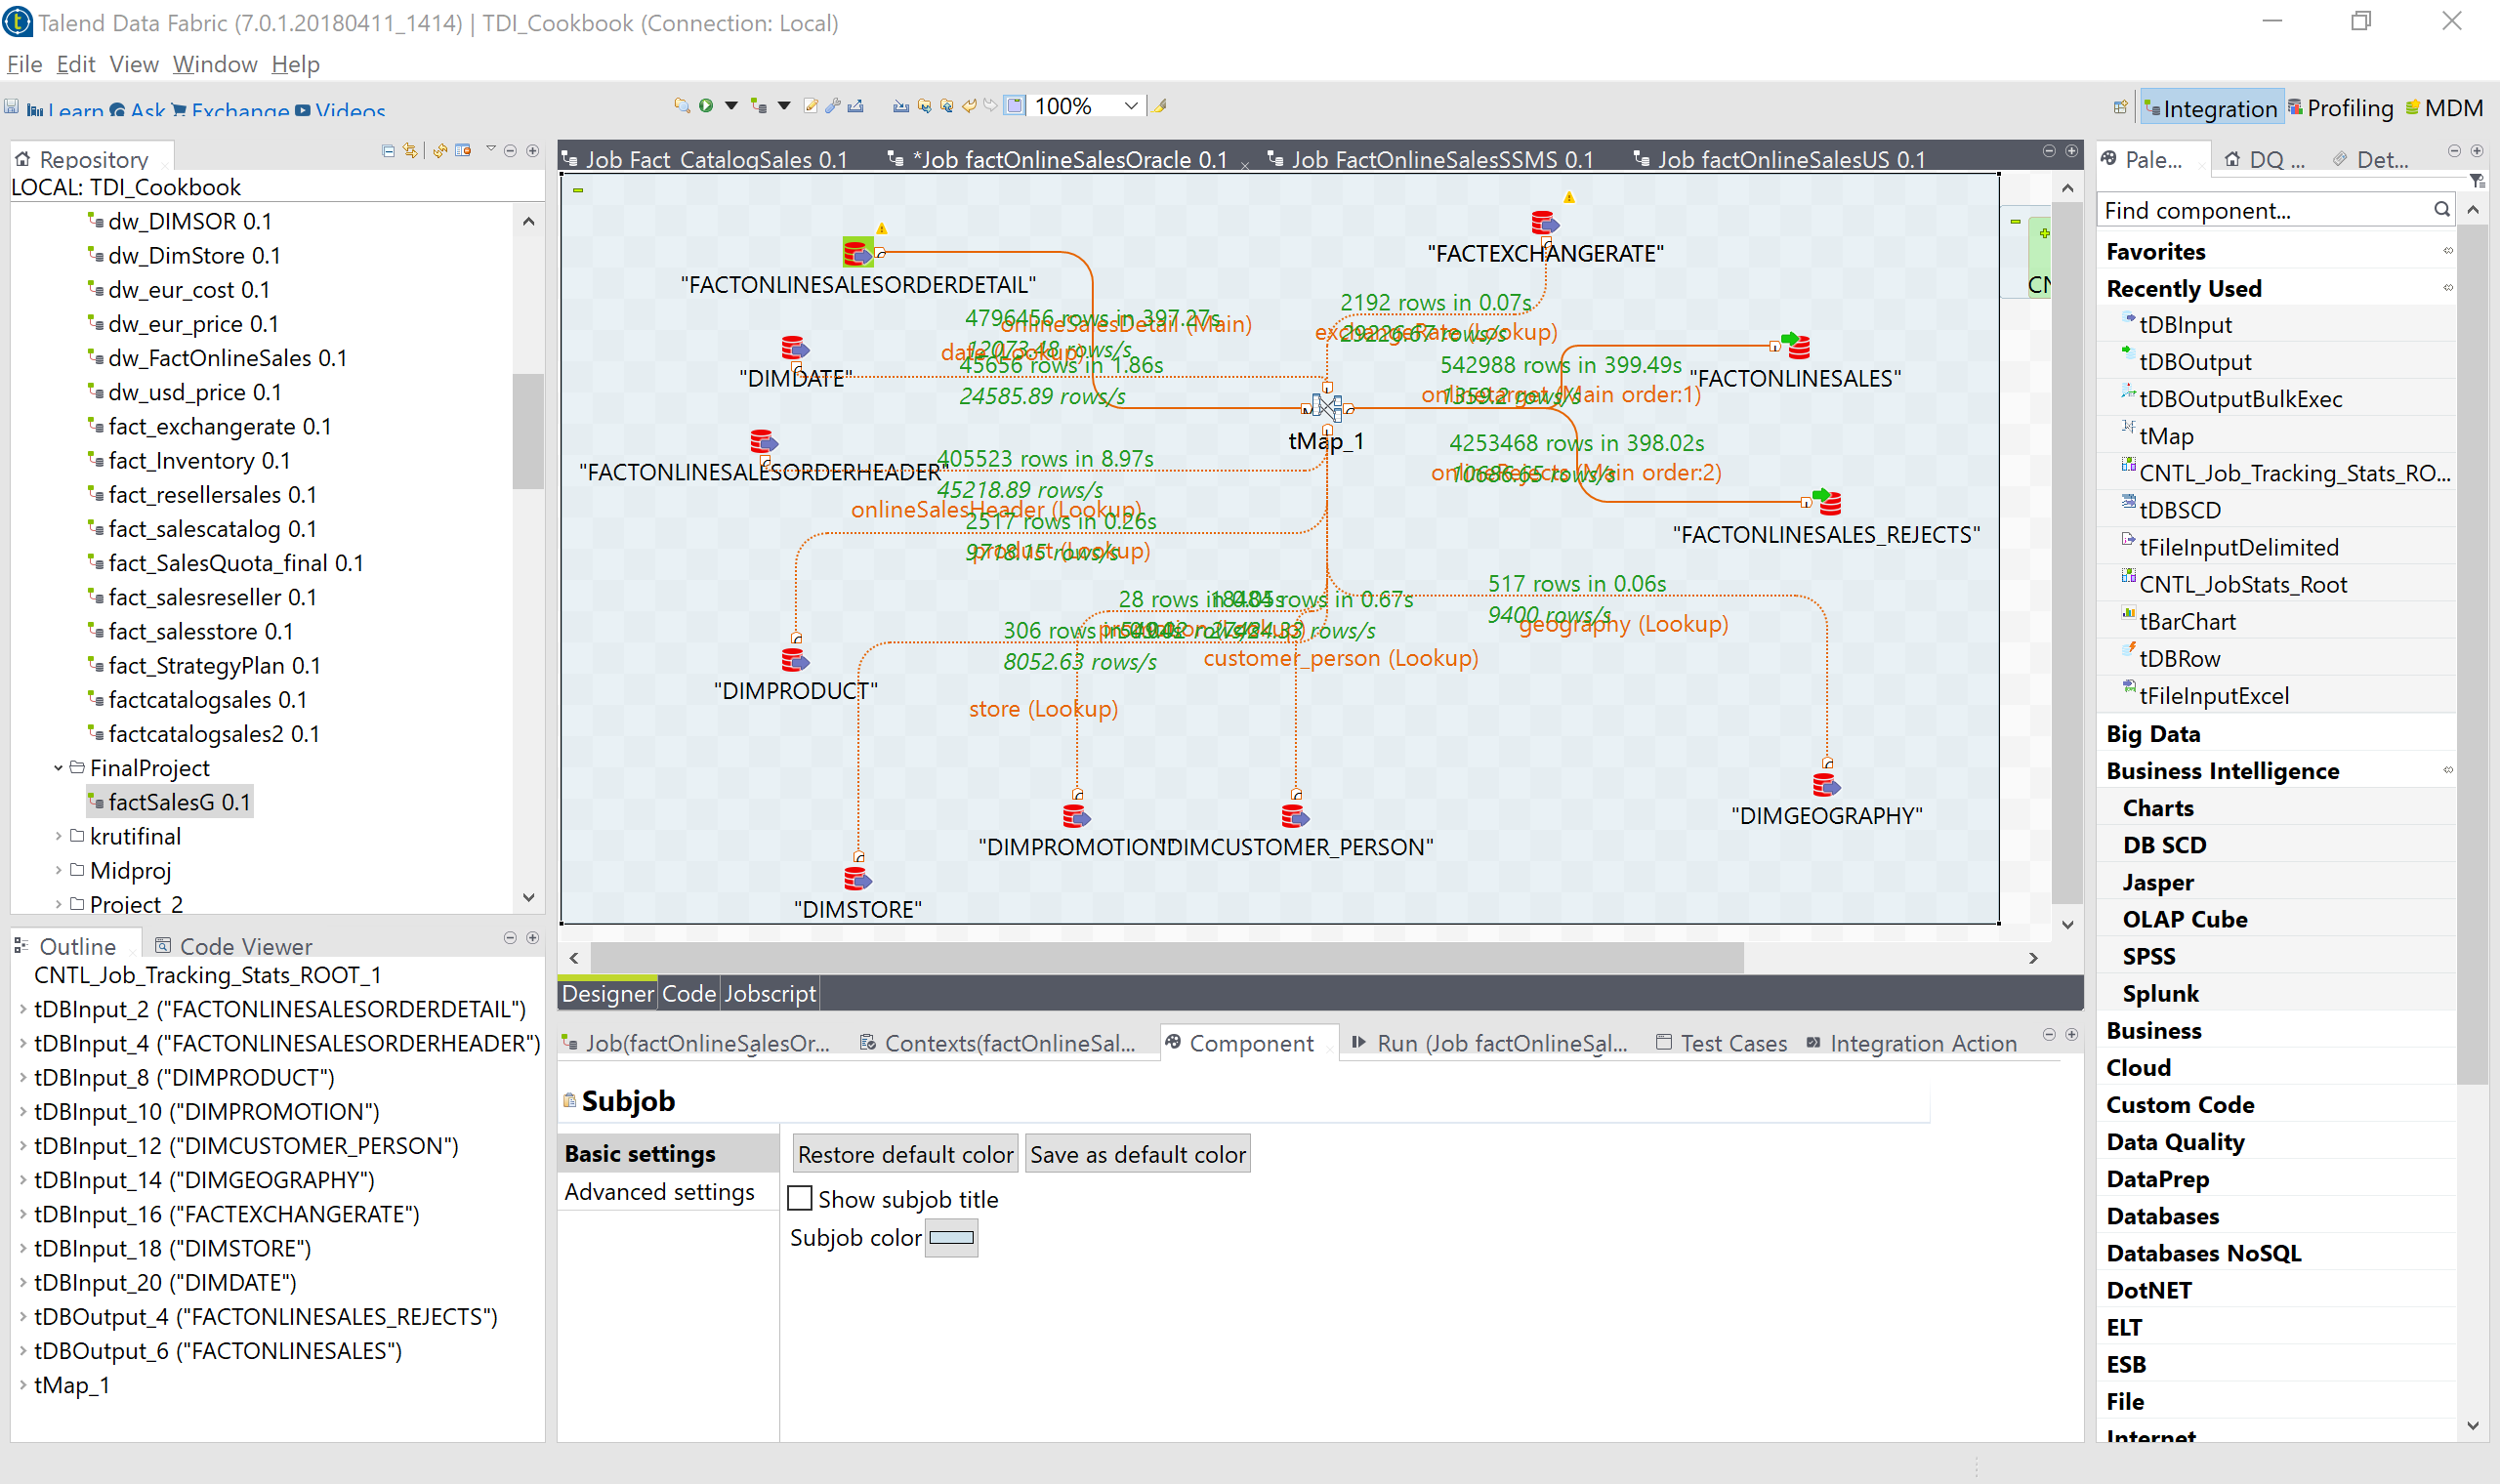 Talend Data Fabric (7.0.1.20180411_1414) | TDI_Cookbook (Connection: Local)
File Edit View Window Help
Learn Ask Exchange Videos
100%
Integration Profiling MDM
Repository
LOCAL: TDI_Cookbook
dw_DIMSOR 0.1
dw_DimStore 0.1
dw_eur_cost 0.1
dw_eur_price 0.1
dw_FactOnlineSales 0.1
dw_usd_price 0.1
fact_exchangerate 0.1
fact_Inventory 0.1
fact_resellersales 0.1
fact_salescatalog 0.1
fact_SalesQuota_final 0.1
fact_salesreseller 0.1
fact_salesstore 0.1
fact_StrategyPlan 0.1
factcatalogsales 0.1
factcatalogsales2 0.1
FinalProject
factSalesG 0.1
krutifinal
Midproj
Project_2
Outline Code Viewer
CNTL_Job_Tracking_Stats_ROOT_1
tDBInput_2 ("FACTONLINESALESORDERDETAIL")
tDBInput_4 ("FACTONLINESALESORDERHEADER")
tDBInput_8 ("DIMPRODUCT")
tDBInput_10 ("DIMPROMOTION")
tDBInput_12 ("DIMCUSTOMER_PERSON")
tDBInput_14 ("DIMGEOGRAPHY")
tDBInput_16 ("FACTEXCHANGERATE")
tDBInput_18 ("DIMSTORE")
tDBInput_20 ("DIMDATE")
tDBOutput_4 ("FACTONLINESALES_REJECTS")
tDBOutput_6 ("FACTONLINESALES")
tMap_1
Job Fact_CatalogSales 0.1 *Job factOnlineSalesOracle 0.1 Job FactOnlineSalesSSMS 0.1 Job factOnlineSalesUS 0.1
"FACTEXCHANGERATE"
"FACTONLINESALESORDERDETAIL"
2192 rows in 0.07s
4796456 rows in 397.27s
onlineSalesDetail (Main)
29226.67 rows/s
exchangeRate (Lookup)
12073.48 rows/s
date (Lookup)
45656 rows in 1.86s
542988 rows in 399.49s
"DIMDATE"
"FACTONLINESALES"
24585.89 rows/s
1359.2 rows/s
onlinetarget (Main order:1)
tMap_1
4253468 rows in 398.02s
405523 rows in 8.97s
"FACTONLINESALESORDERHEADER"
10686.65 rows/s
onlineRejects (Main order:2)
45218.89 rows/s
onlineSalesHeader (Lookup)
2517 rows in 0.26s
"FACTONLINESALES_REJECTS"
9718.15 rows/s
product (Lookup)
517 rows in 0.06s
28 rows in
rows in 0.67s
9400 rows/s
geography (Lookup)
306 rows in
27424.33 rows/s
8052.63 rows/s
customer_person (Lookup)
"DIMPRODUCT"
store (Lookup)
"DIMGEOGRAPHY"
"DIMPROMOTION"
"DIMCUSTOMER_PERSON"
"DIMSTORE"
Designer Code Jobscript
Job(factOnlineSalesOr... Contexts(factOnlineSal... Component Run (Job factOnlineSal... Test Cases Integration Action
Subjob
Basic settings
Advanced settings
Restore default color Save as default color
Show subjob title
Subjob color
Pale... DQ ... Det...
Find component...
Favorites
Recently Used
tDBInput
tDBOutput
tDBOutputBulkExec
tMap
CNTL_Job_Tracking_Stats_RO...
tDBSCD
tFileInputDelimited
CNTL_JobStats_Root
tBarChart
tDBRow
tFileInputExcel
Big Data
Business Intelligence
Charts
DB SCD
Jasper
OLAP Cube
SPSS
Splunk
Business
Cloud
Custom Code
Data Quality
DataPrep
Databases
Databases NoSQL
DotNET
ELT
ESB
File
Internet